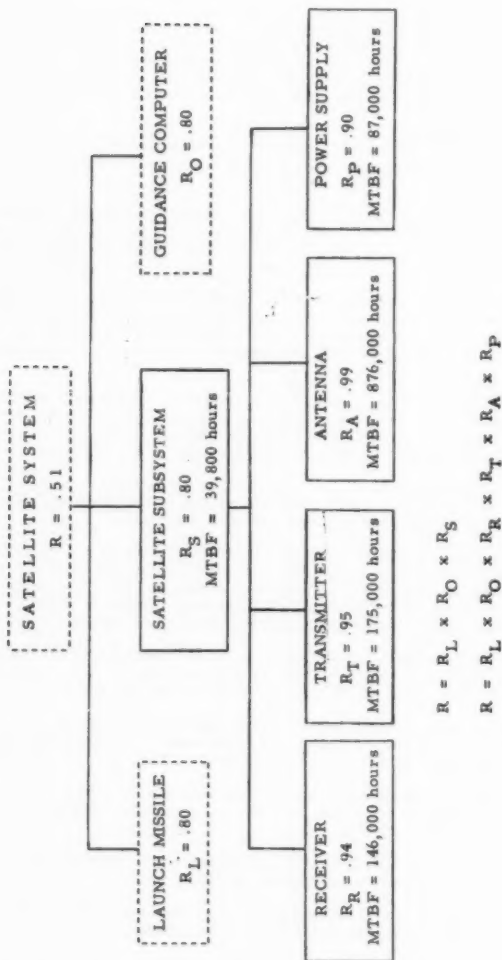 SATELLITE SYSTEM
R = .51
LAUNCH MISSILE
R_L = .80
SATELLITE SUBSYSTEM
R_S = .80
MTBF = 39,800 hours
GUIDANCE COMPUTER
R_O = .80
RECEIVER
R_R = .94
MTBF = 146,000 hours
TRANSMITTER
R_T = .95
MTBF = 175,000 hours
ANTENNA
R_A = .99
MTBF = 876,000 hours
POWER SUPPLY
R_P = .90
MTBF = 87,000 hours
R = R_L x R_O x R_S
R = R_L x R_O x R_R x R_T x R_A x R_P